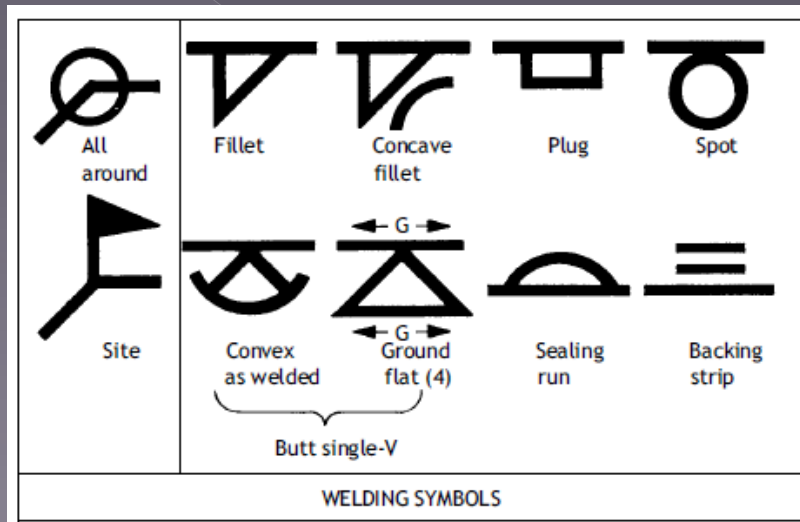 All
around
Fillet
Concave
fillet
Plug
Spot
G
G
Site
Convex
as welded
Ground
flat (4)
Sealing
run
Backing
strip
Butt single-V
WELDING SYMBOLS